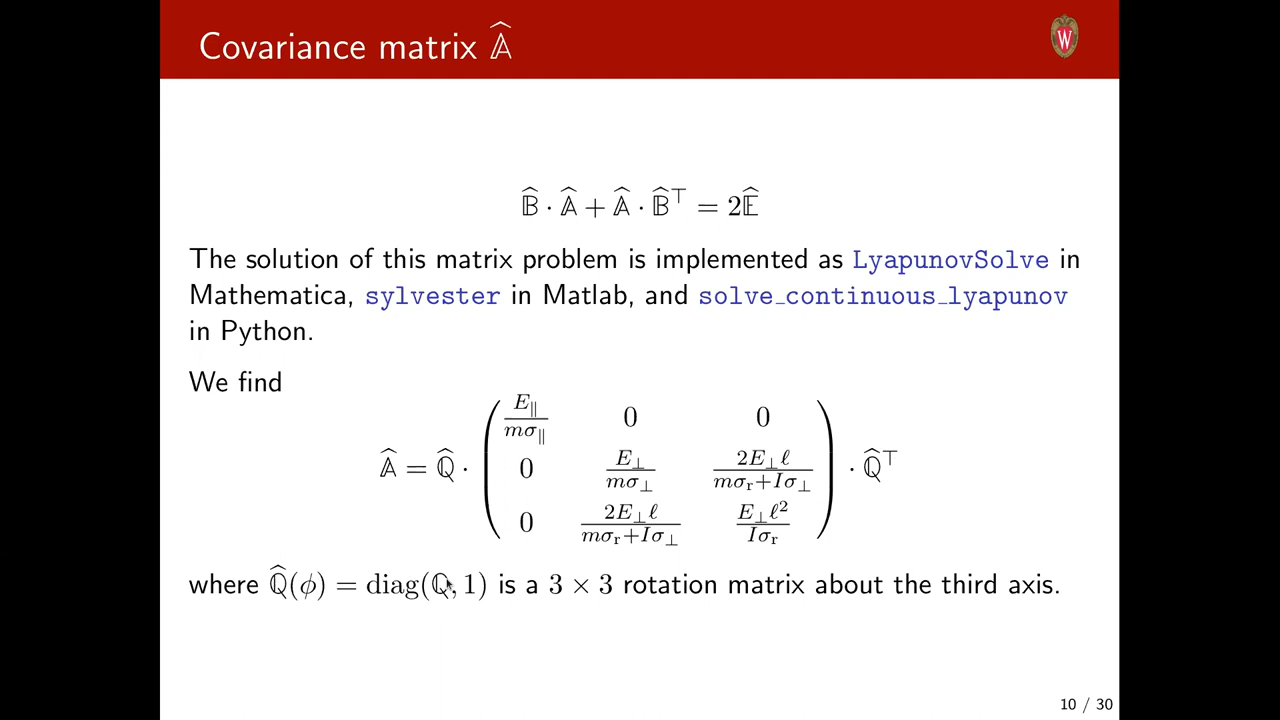 Covariance matrix 𝔸̂
W
𝔹̂ · 𝔸̂ + 𝔸̂ · 𝔹̂⊤ = 2𝔼̂
The solution of this matrix problem is implemented as LyapunovSolve in
Mathematica, sylvester in Matlab, and solve_continuous_lyapunov
in Python.
We find
𝔸̂ = ℚ̂ · ( E∥/(mσ∥) 0 0
0 E⊥/(mσ⊥) 2E⊥ℓ/(mσr+Iσ⊥)
0 2E⊥ℓ/(mσr+Iσ⊥) E⊥ℓ²/(Iσr) ) · ℚ̂⊤
where ℚ̂(ϕ) = diag(ℚ, 1) is a 3 × 3 rotation matrix about the third axis.
10 / 30